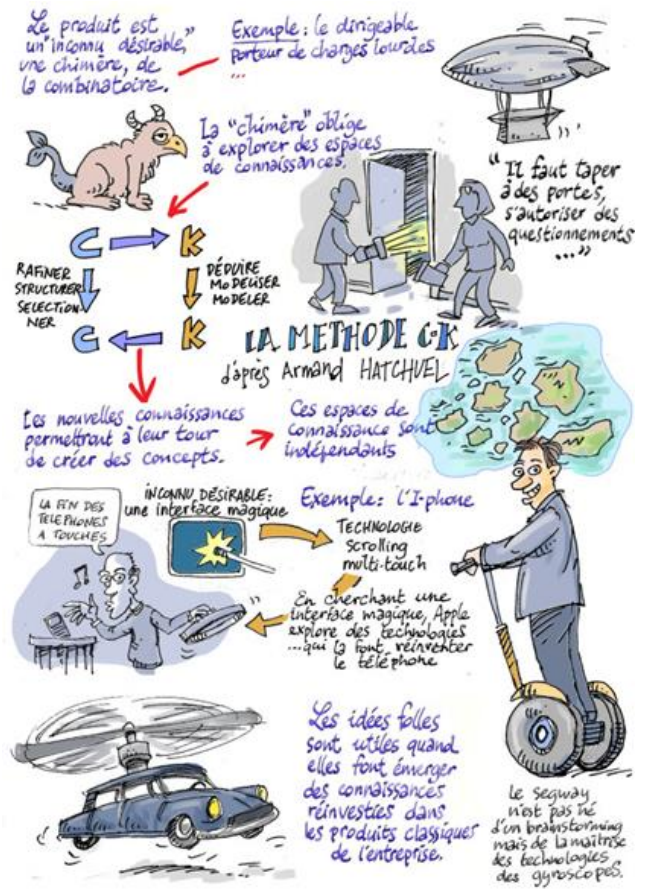 Le produit est
un "inconnu désirable,"
une chimère, de
la combinatoire.
Exemple : le dirigeable
porteur de charges lourdes
...
La "chimère" oblige
à explorer des espaces
de connaissances.
"Il faut taper
à des portes,
s'autoriser des
questionnements
..."
C K
RAFINER
STRUCTURER
SELECTION-
NER
DÉDUIRE
MODELISER
MODELER
C K
LA METHODE C-K
d'après Armand HATCHUEL
Les nouvelles connaissances
permettront à leur tour
de créer des concepts.
Ces espaces de
connaissance sont
indépendants
LA FIN DES
TELEPHONES
A TOUCHES
INCONNU DESIRABLE :
une interface magique
Exemple : l'I-phone
TECHNOLOGIE
scrolling
multi-touch
En cherchant une
interface magique, Apple
explore des technologies
...qui la font réinventer
le téléphone
Les idées folles
sont utiles quand
elles font émerger
des connaissances
réinvesties dans
les produits classiques
de l'entreprise.
Le segway
n'est pas né
d'un brainstorming
mais de la maîtrise
des technologies
des gyroscopes.